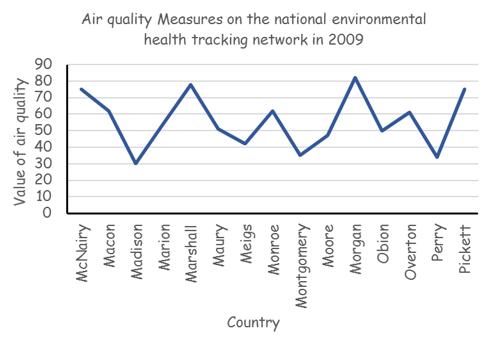 Air quality Measures on the national environmental
health tracking network in 2009
Value of air quality
90
80
70
60
50
40
30
20
10
0
McNairy
Macon
Madison
Marion
Marshall
Maury
Meigs
Monroe
Montgomery
Moore
Morgan
Obion
Overton
Perry
Pickett
Country